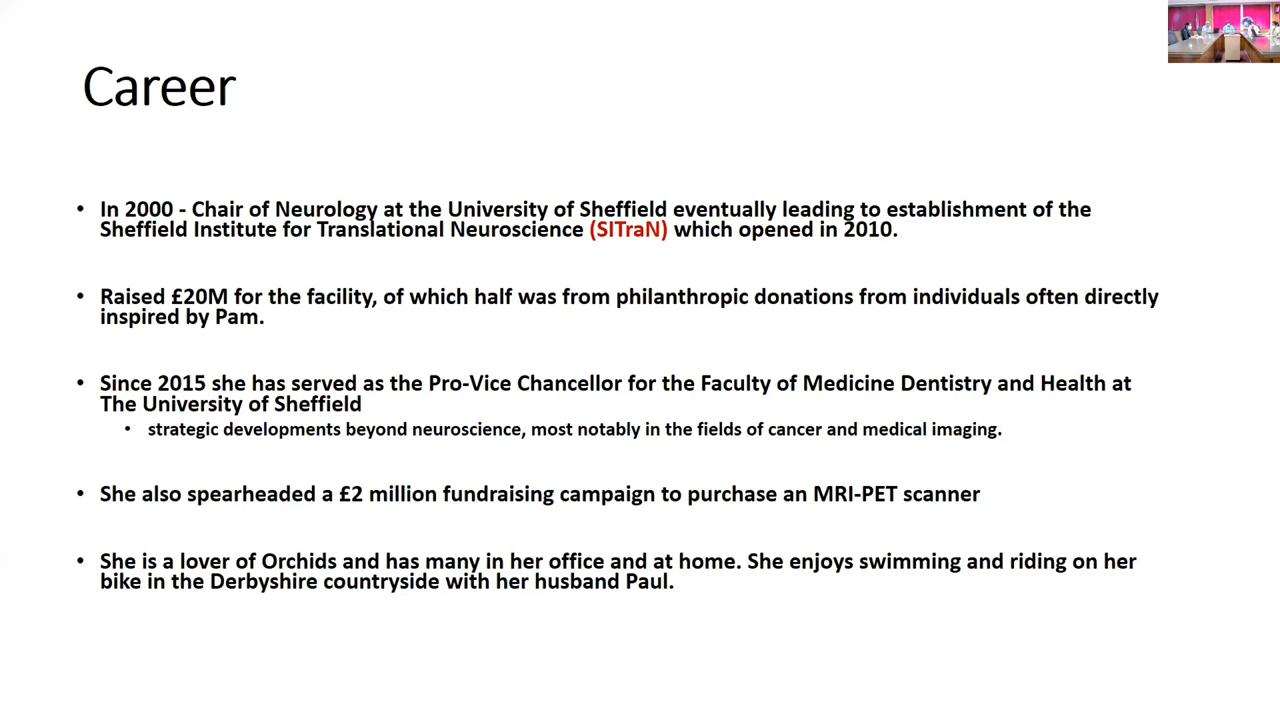 Career
• In 2000 - Chair of Neurology at the University of Sheffield eventually leading to establishment of the
Sheffield Institute for Translational Neuroscience (SITraN) which opened in 2010.
• Raised £20M for the facility, of which half was from philanthropic donations from individuals often directly
inspired by Pam.
• Since 2015 she has served as the Pro-Vice Chancellor for the Faculty of Medicine Dentistry and Health at
The University of Sheffield
• strategic developments beyond neuroscience, most notably in the fields of cancer and medical imaging.
• She also spearheaded a £2 million fundraising campaign to purchase an MRI-PET scanner
• She is a lover of Orchids and has many in her office and at home. She enjoys swimming and riding on her
bike in the Derbyshire countryside with her husband Paul.